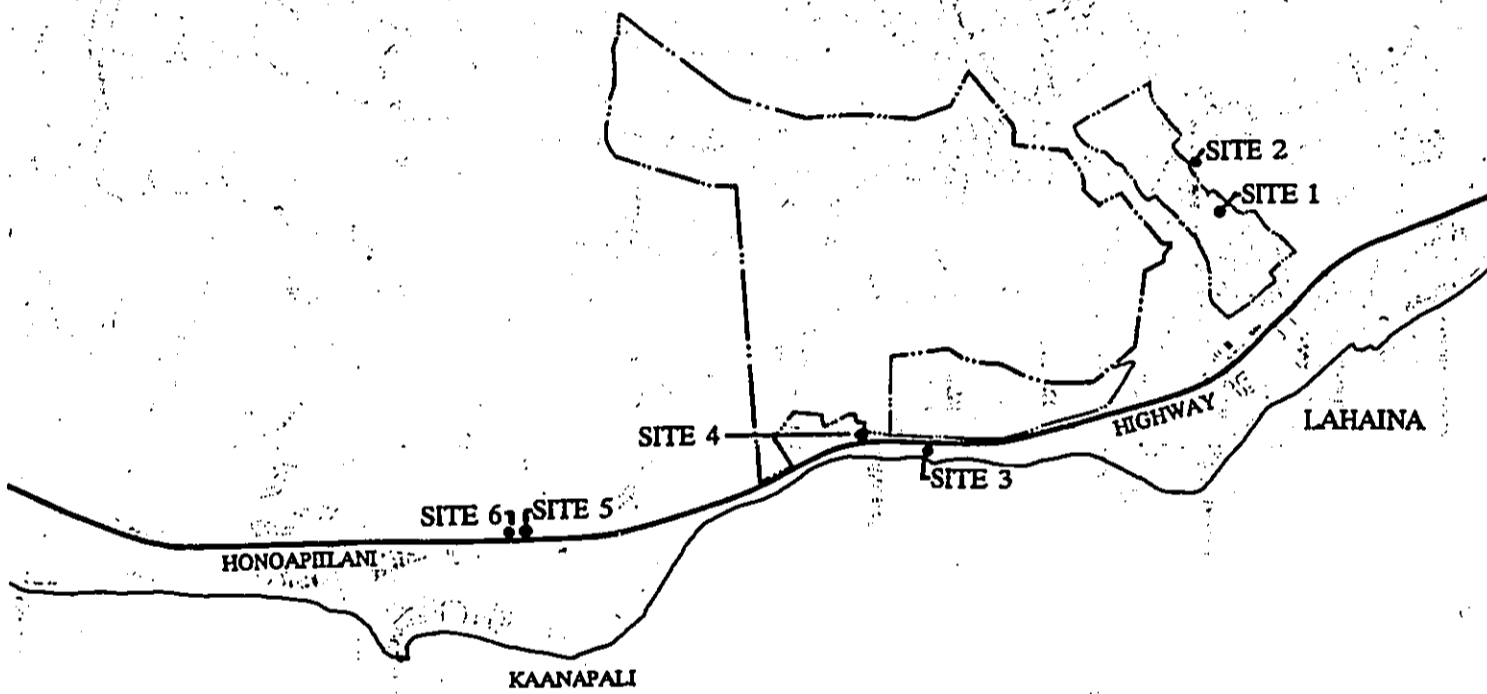 SITE 2
SITE 1
HIGHWAY
LAHAINA
SITE 4
SITE 3
SITE 6
SITE 5
HONOAPIILANI
KAANAPALI